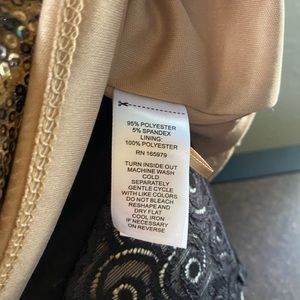 95% POLYESTER
5% SPANDEX
LINING:
100% POLYESTER
RN 165979
TURN INSIDE OUT
MACHINE WASH
COLD
SEPARATELY
GENTLE CYCLE
WITH LIKE COLORS
DO NOT BLEACH
RESHAPE AND
DRY FLAT
COOL IRON
IF NECESSARY
ON REVERSE